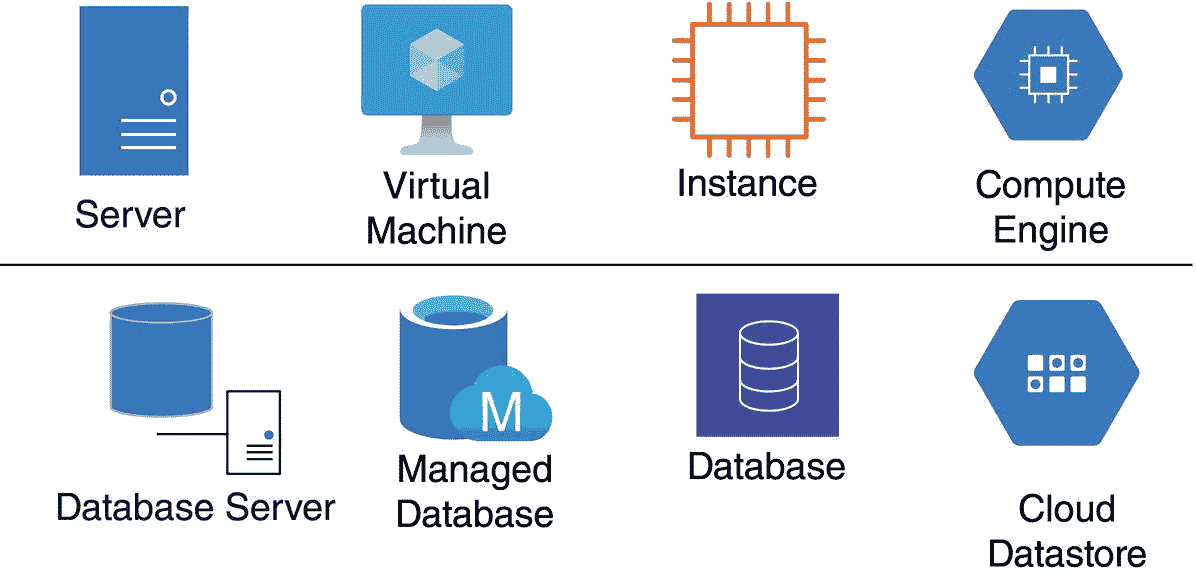 Server
Virtual
Machine
Instance
Compute
Engine
Database Server
M
Managed
Database
Database
Cloud
Datastore